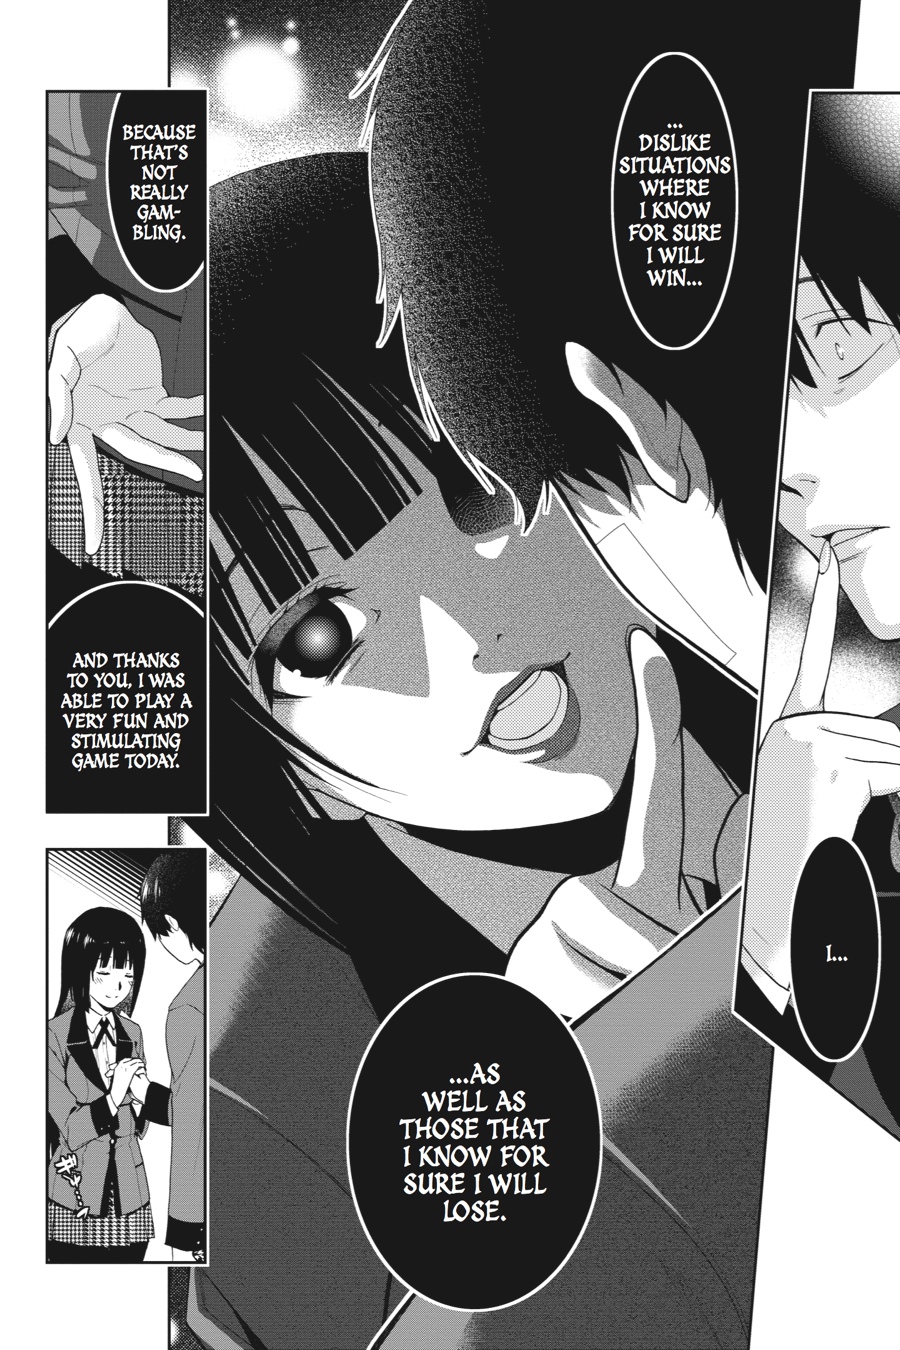 I...
...
DISLIKE
SITUATIONS
WHERE
I KNOW
FOR SURE
I WILL
WIN...
...AS
WELL AS
THOSE THAT
I KNOW FOR
SURE I WILL
LOSE.
BECAUSE
THAT'S
NOT
REALLY
GAM-
BLING.
AND THANKS
TO YOU, I WAS
ABLE TO PLAY A
VERY FUN AND
STIMULATING
GAME TODAY.